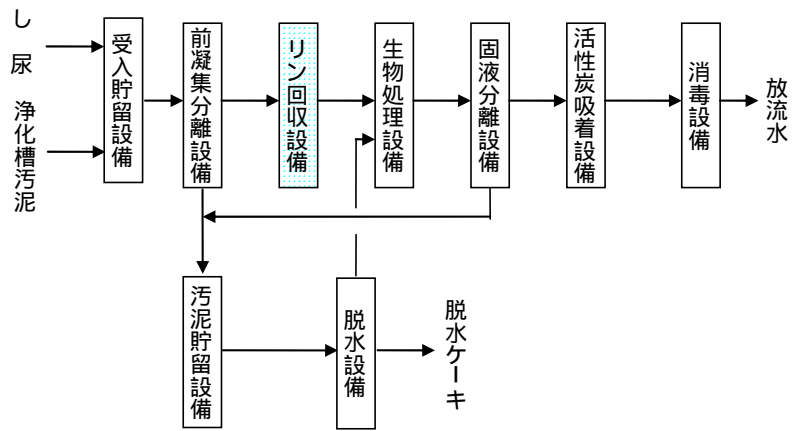 し尿
浄化槽汚泥
受入貯留設備
前凝集分離設備
リン回収設備
生物処理設備
固液分離設備
活性炭吸着設備
消毒設備
放流水
汚泥貯留設備
脱水設備
脱水ケーキ